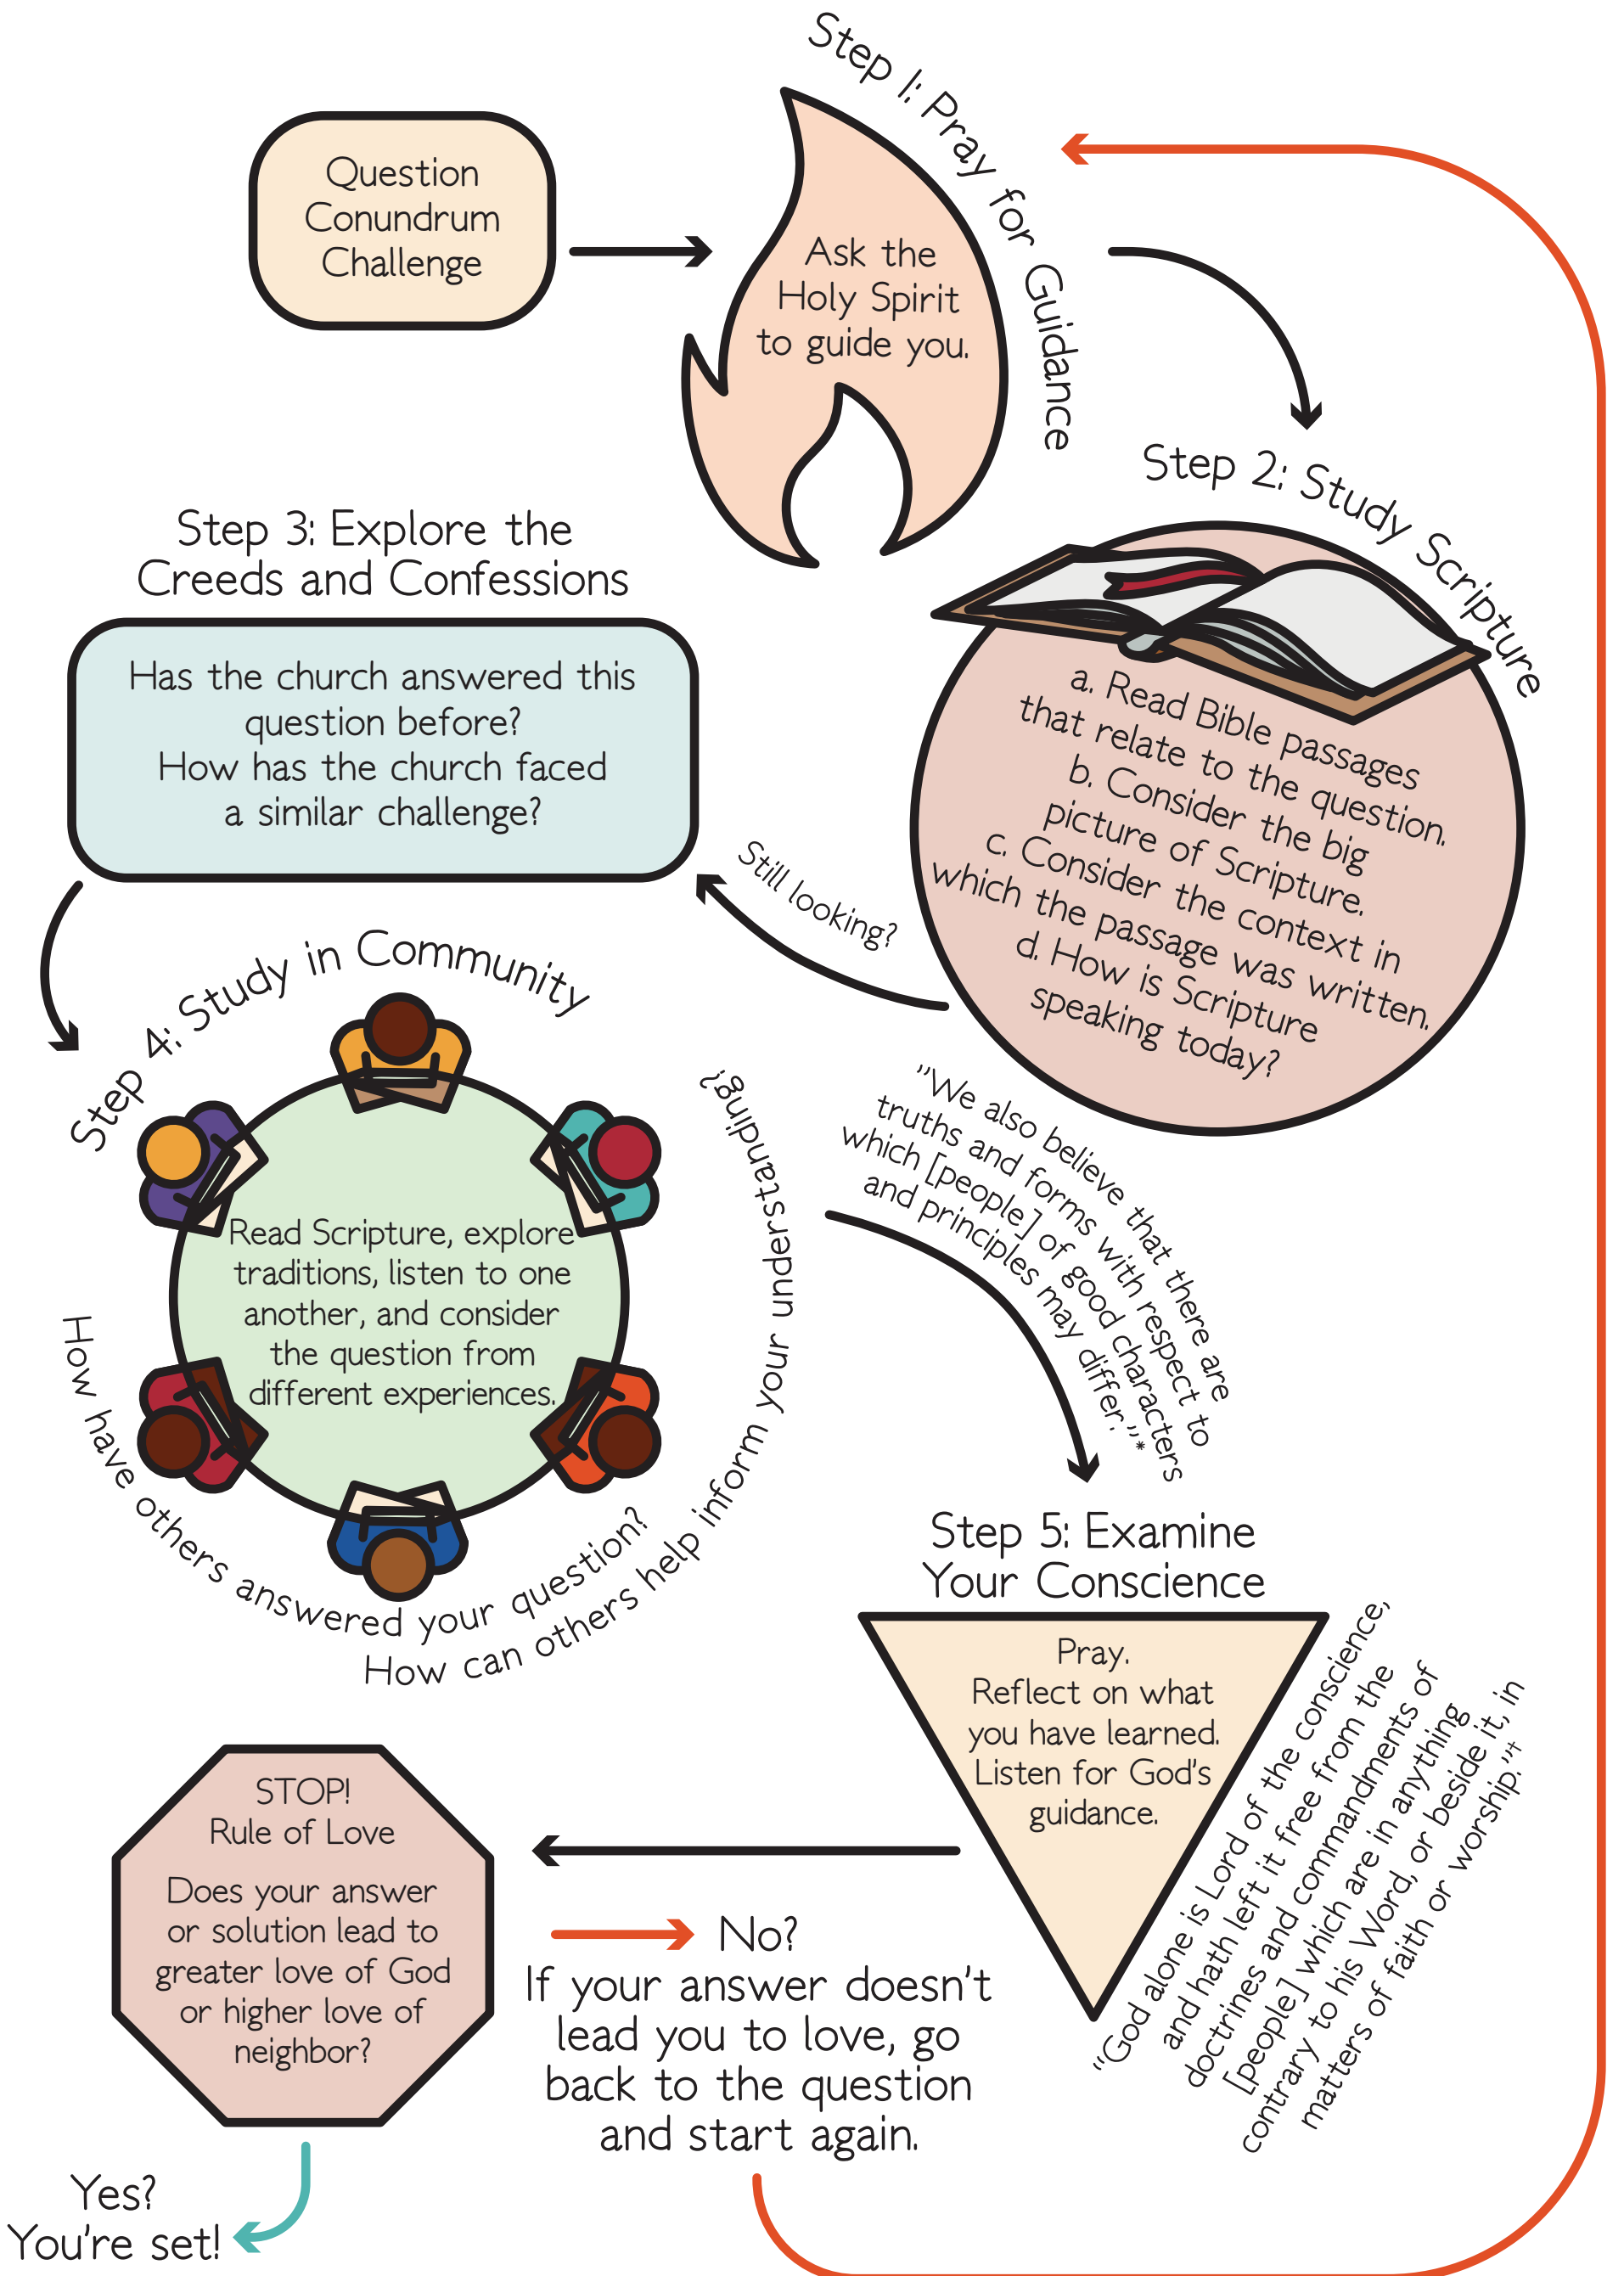 Question
Conundrum
Challenge
Step 1: Pray for Guidance
Ask the
Holy Spirit
to guide you.
Step 2: Study Scripture
a. Read Bible passages
that relate to the question.
b. Consider the big
picture of Scripture.
c. Consider the context in
which the passage was written.
d. How is Scripture
speaking today?
Still looking?
Step 3: Explore the
Creeds and Confessions
Has the church answered this
question before?
How has the church faced
a similar challenge?
Step 4: Study in Community
Read Scripture, explore
traditions, listen to one
another, and consider
the question from
different experiences.
How have others answered your question?
How can others help inform your understanding?
"We also believe that there are
truths and forms with respect to
which [people] of good characters
and principles may differ."*
Step 5: Examine
Your Conscience
Pray.
Reflect on what
you have learned.
Listen for God's
guidance.
"God alone is Lord of the conscience,
and hath left it free from the
doctrines and commandments of
[people] which are in anything
contrary to his Word, or beside it, in
matters of faith or worship."†
STOP!
Rule of Love
Does your answer
or solution lead to
greater love of God
or higher love of
neighbor?
No?
If your answer doesn't
lead you to love, go
back to the question
and start again.
Yes?
You're set!